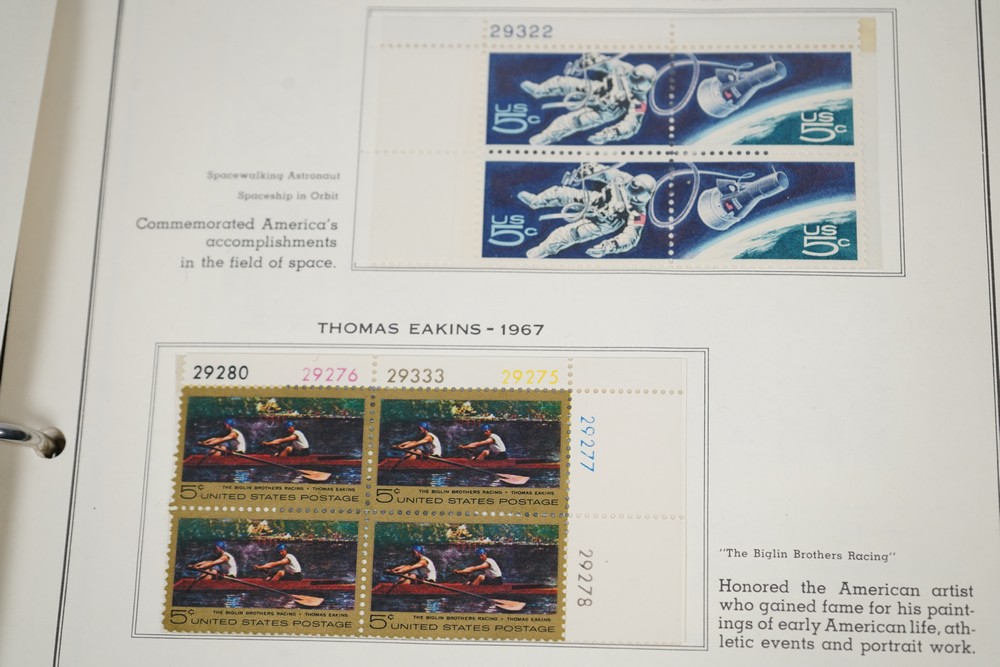 29322
US 5c
US 5c
US 5c
US 5c
Spacewalking Astronaut
Spaceship in Orbit
Commemorated America's
accomplishments
in the field of space.
THOMAS EAKINS - 1967
29280 29276 29333 29275
29277
29278
THE BIGLIN BROTHERS RACING • THOMAS EAKINS
5c UNITED STATES POSTAGE
THE BIGLIN BROTHERS RACING • THOMAS EAKINS
5c UNITED STATES POSTAGE
THE BIGLIN BROTHERS RACING • THOMAS EAKINS
5c UNITED STATES POSTAGE
THE BIGLIN BROTHERS RACING • THOMAS EAKINS
5c UNITED STATES POSTAGE
"The Biglin Brothers Racing"
Honored the American artist
who gained fame for his paint-
ings of early American life, ath-
letic events and portrait work.